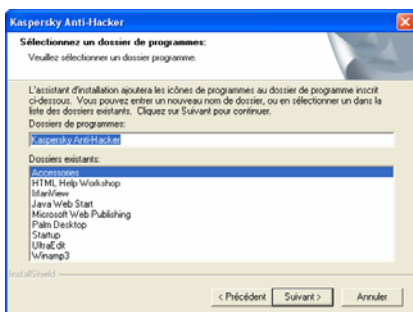 Kaspersky Anti-Hacker
Sélectionnez un dossier de programmes:
Veuillez sélectionner un dossier programme.
L'assistant d'installation ajoutera les icônes de programmes au dossier de programme inscrit
ci-dessous. Vous pouvez entrer un nouveau nom de dossier, ou en sélectionner un dans la
liste des dossiers existants. Cliquez sur Suivant pour continuer.
Dossiers de programmes:
Kaspersky Anti-Hacker
Dossiers existants:
Accessories
HTML Help Workshop
IrfanView
Java Web Start
Microsoft Web Publishing
Palm Desktop
Startup
UltraEdit
Winamp3
InstallShield
< Précédent
Suivant >
Annuler